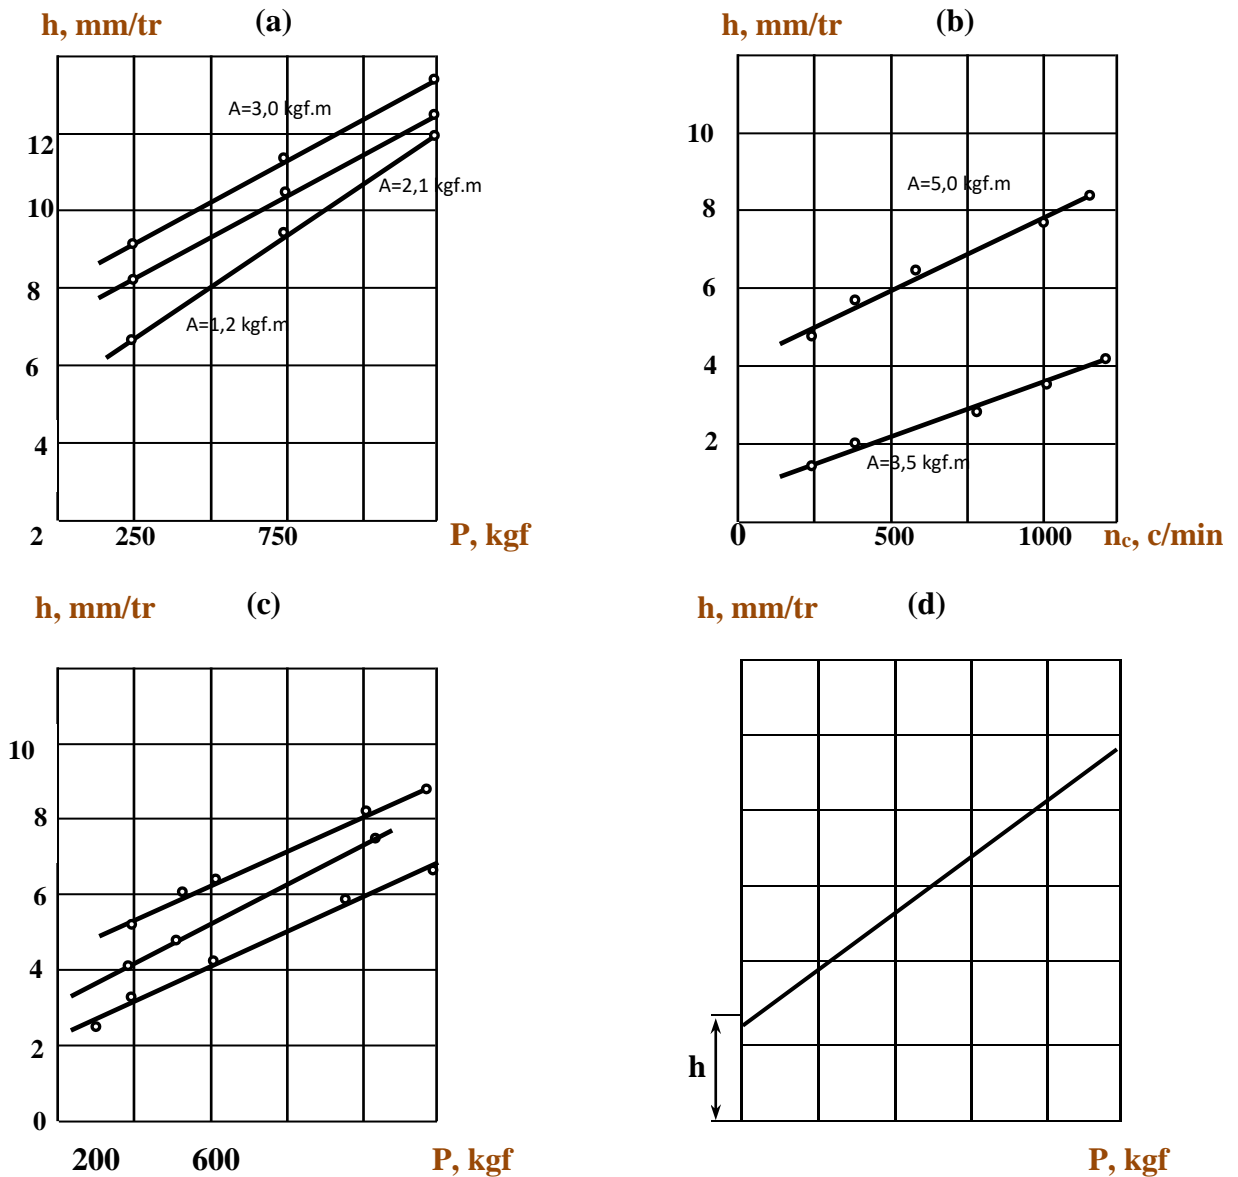 h, mm/tr (a)
A=3,0 kgf.m
12
A=2,1 kgf.m
10
8
A=1,2 kgf.m
6
4
2 250 750 P, kgf
h, mm/tr (b)
10
A=5,0 kgf.m
8
6
4
2
A=3,5 kgf.m
0 500 1000 nc, c/min
h, mm/tr (c)
10
8
6
4
2
0
200 600 P, kgf
h, mm/tr (d)
h
P, kgf